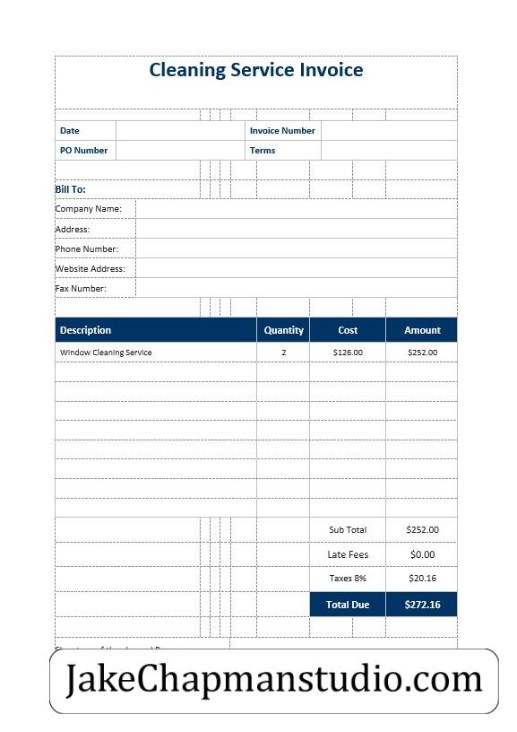 Cleaning Service Invoice
Date Invoice Number
PO Number Terms
Bill To:
Company Name:
Address:
Phone Number:
Website Address:
Fax Number:
Description Quantity Cost Amount
Window Cleaning Service 2 $126.00 $252.00
Sub Total $252.00
Late Fees $0.00
Taxes 8% $20.16
Total Due $272.16
JakeChapmanstudio.com